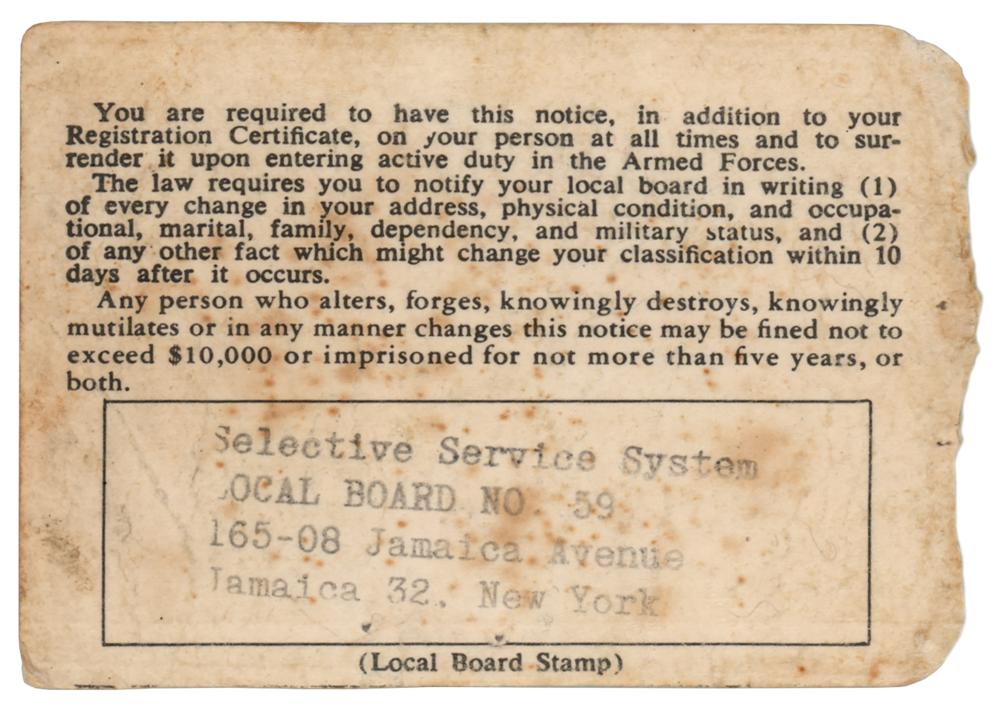 You are required to have this notice, in addition to your
Registration Certificate, on your person at all times and to sur-
render it upon entering active duty in the Armed Forces.
The law requires you to notify your local board in writing (1)
of every change in your address, physical condition, and occupa-
tional, marital, family, dependency, and military status, and (2)
of any other fact which might change your classification within 10
days after it occurs.
Any person who alters, forges, knowingly destroys, knowingly
mutilates or in any manner changes this notice may be fined not to
exceed $10,000 or imprisoned for not more than five years, or
both.
Selective Service System
LOCAL BOARD NO. 59
165-08 Jamaica Avenue
Jamaica 32, New York
(Local Board Stamp)